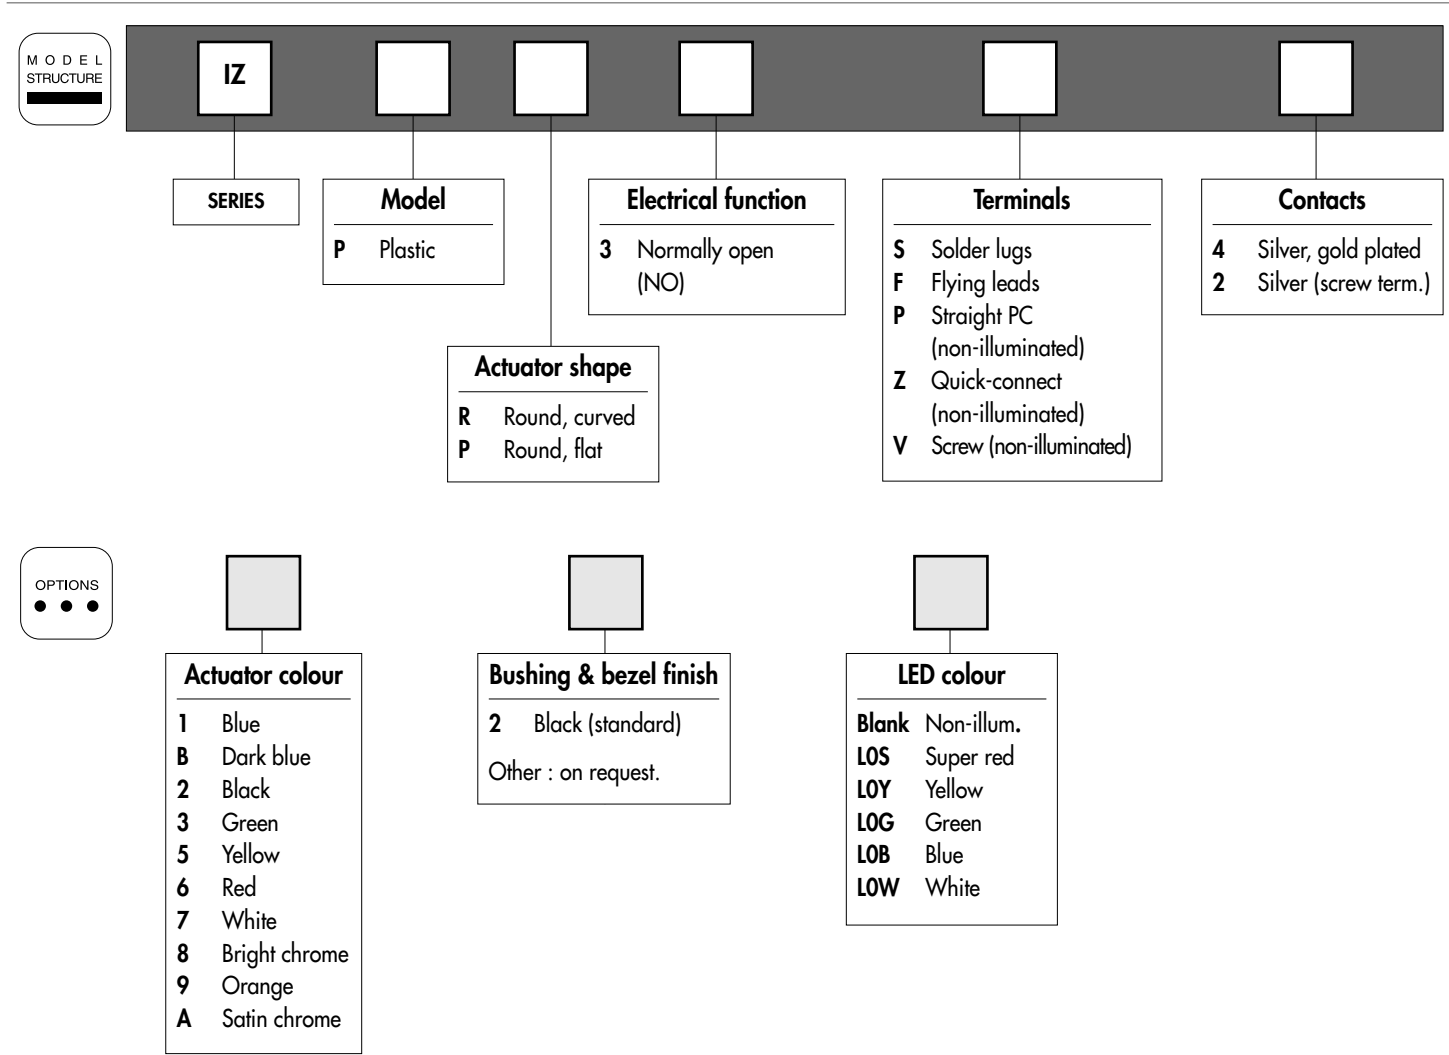 MODEL
STRUCTURE
IZ
SERIES
Model
P Plastic
Actuator shape
R Round, curved
P Round, flat
Electrical function
3 Normally open
(NO)
Terminals
S Solder lugs
F Flying leads
P Straight PC
(non-illuminated)
Z Quick-connect
(non-illuminated)
V Screw (non-illuminated)
Contacts
4 Silver, gold plated
2 Silver (screw term.)
OPTIONS
Actuator colour
1 Blue
B Dark blue
2 Black
3 Green
5 Yellow
6 Red
7 White
8 Bright chrome
9 Orange
A Satin chrome
Bushing & bezel finish
2 Black (standard)
Other : on request.
LED colour
Blank Non-illum.
L0S Super red
L0Y Yellow
L0G Green
L0B Blue
L0W White